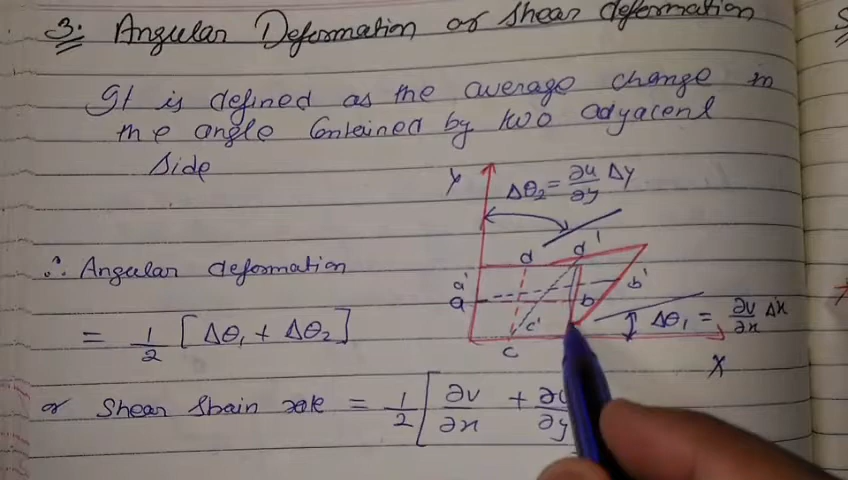 3. Angular Deformation or Shear deformation
It is defined as the average change in
the angle Contained by two adyacent
Side
Y
Δθ₂ = ∂u/∂y Δy
d d'
∴ Angular deformation
a' b'
a b
= 1/2 [Δθ₁ + Δθ₂]
c' Δθ₁ = ∂v/∂x Δx
c
X
or Shear Strain rate = 1/2 [∂v/∂x + ∂u/∂y